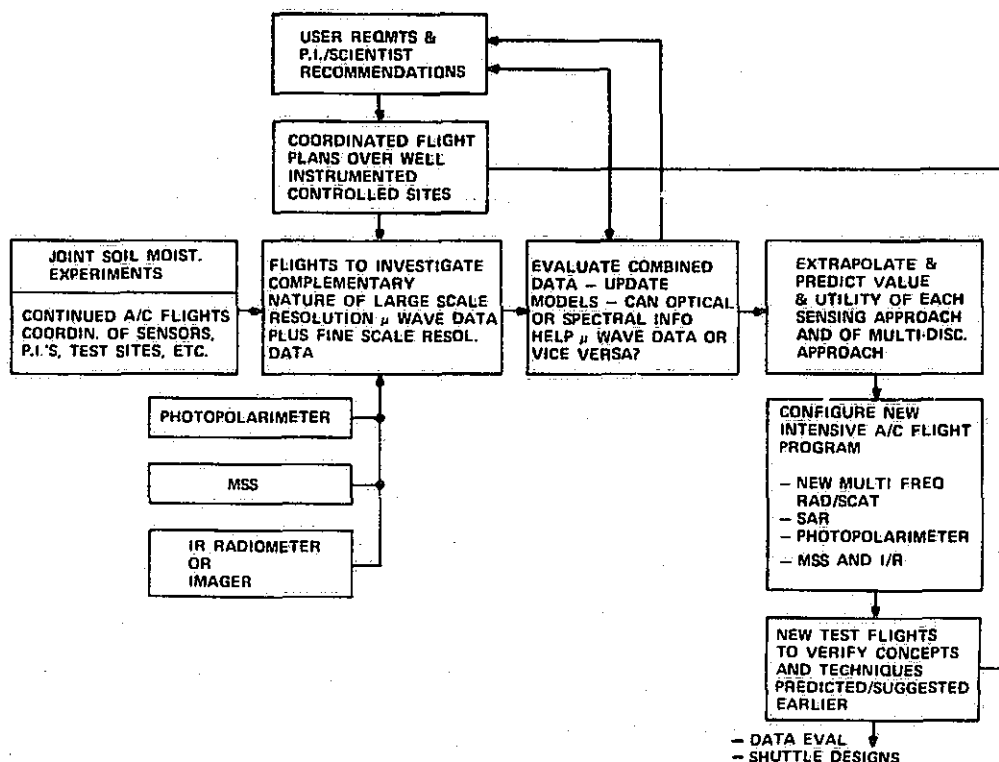 USER REQMTS &
P.I./SCIENTIST
RECOMMENDATIONS
COORDINATED FLIGHT
PLANS OVER WELL
INSTRUMENTED
CONTROLLED SITES
JOINT SOIL MOIST.
EXPERIMENTS
CONTINUED A/C FLIGHTS
COORDIN. OF SENSORS,
P.I.'S, TEST SITES, ETC.
FLIGHTS TO INVESTIGATE
COMPLEMENTARY
NATURE OF LARGE SCALE
RESOLUTION μ WAVE DATA
PLUS FINE SCALE RESOL.
DATA
EVALUATE COMBINED
DATA – UPDATE
MODELS – CAN OPTICAL
OR SPECTRAL INFO
HELP μ WAVE DATA OR
VICE VERSA?
EXTRAPOLATE &
PREDICT VALUE
& UTILITY OF EACH
SENSING APPROACH
AND OF MULTI-DISC.
APPROACH
PHOTOPOLARIMETER
MSS
IR RADIOMETER
OR
IMAGER
CONFIGURE NEW
INTENSIVE A/C FLIGHT
PROGRAM
– NEW MULTI FREQ
RAD/SCAT
– SAR
– PHOTOPOLARIMETER
– MSS AND I/R
NEW TEST FLIGHTS
TO VERIFY CONCEPTS
AND TECHNIQUES
PREDICTED/SUGGESTED
EARLIER
– DATA EVAL
– SHUTTLE DESIGNS